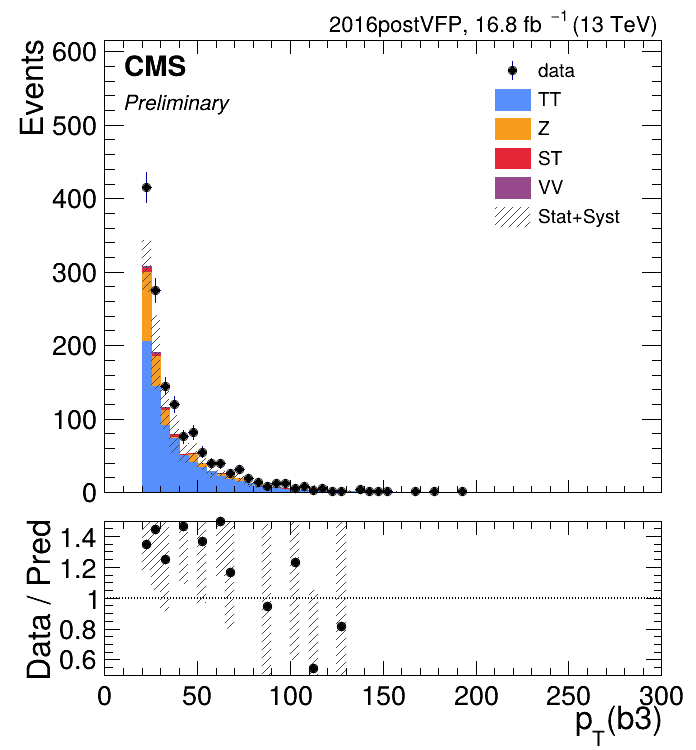 2016postVFP, 16.8 fb⁻¹ (13 TeV)
Events
600
500
400
300
200
100
0
CMS
Preliminary
data
TT
Z
ST
VV
Stat+Syst
Data / Pred
1.4
1.2
1
0.8
0.6
0 50 100 150 200 250 300
p_T(b3)